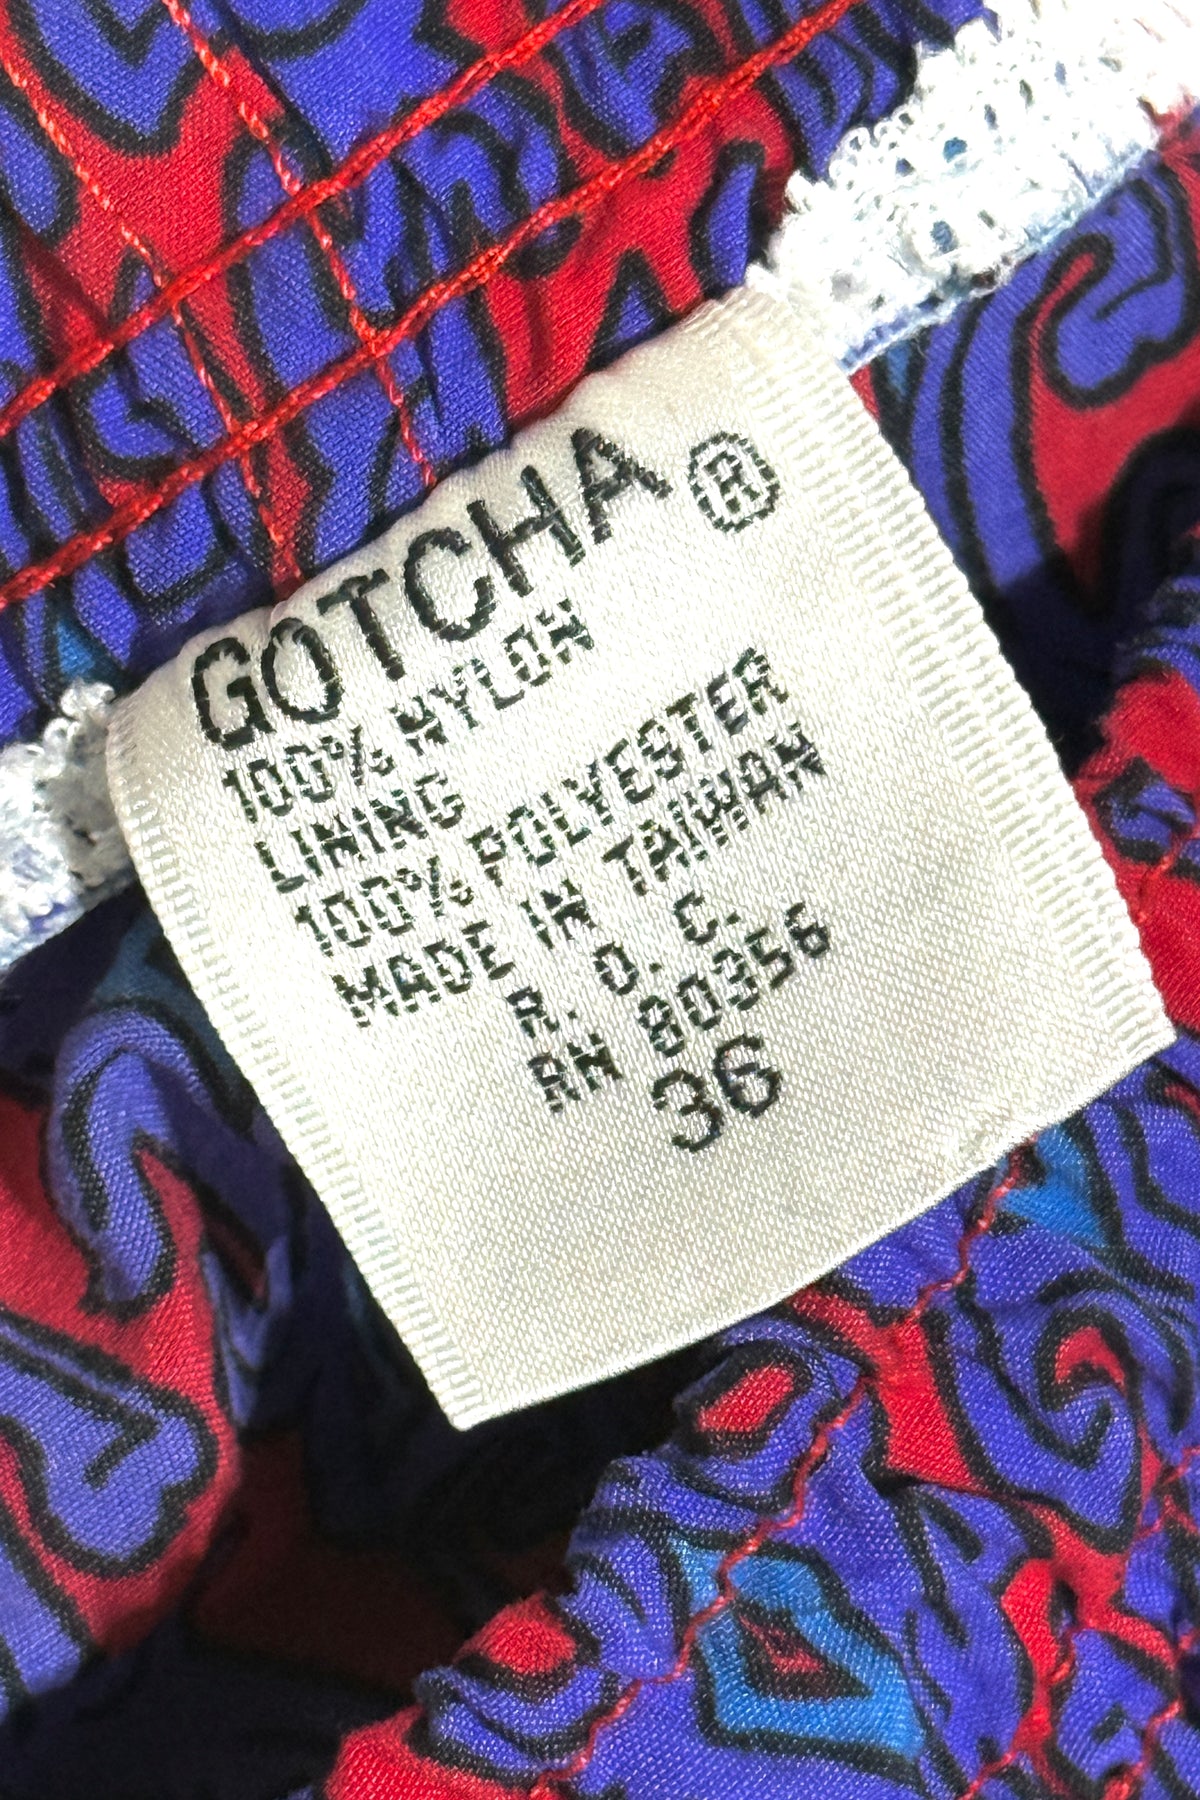 GOTCHA ®
100% NYLON
LINING
100% POLYESTER
MADE IN TAIWAN
R. O. C.
RN 80356
36